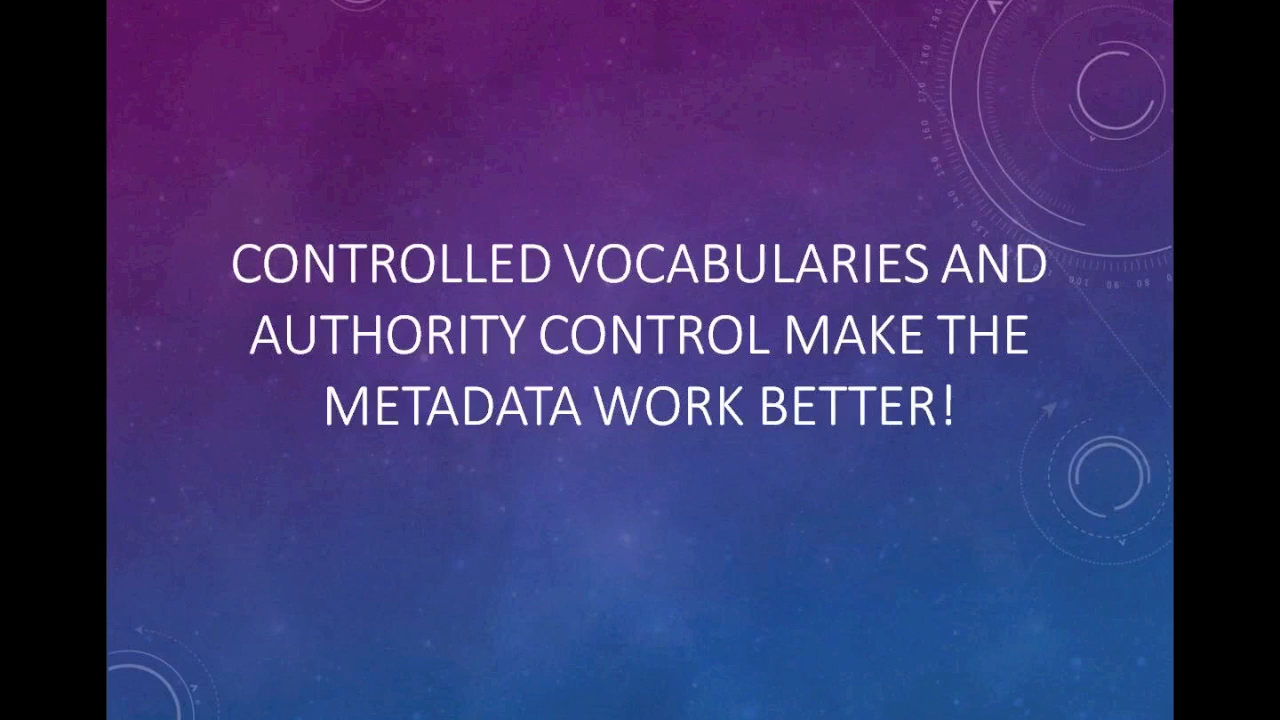 CONTROLLED VOCABULARIES AND
AUTHORITY CONTROL MAKE THE
METADATA WORK BETTER!